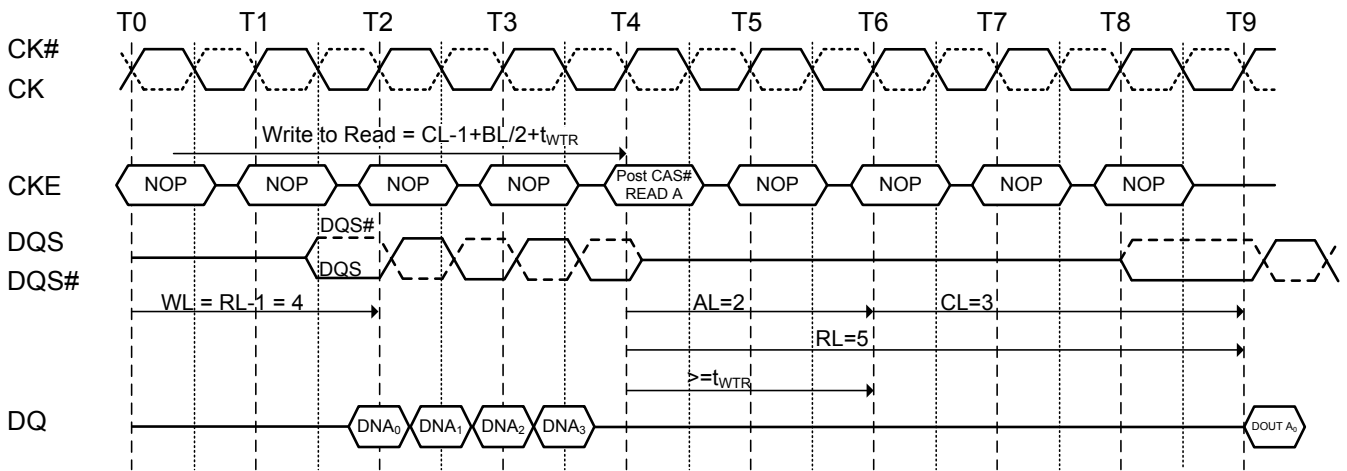 T0 T1 T2 T3 T4 T5 T6 T7 T8 T9
CK#
CK
Write to Read = CL-1+BL/2+tWTR
CKE NOP NOP NOP NOP Post CAS# READ A NOP NOP NOP NOP
DQS#
DQS
DQS
DQS#
WL = RL-1 = 4 AL=2 CL=3
RL=5
>=tWTR
DQ DNA0 DNA1 DNA2 DNA3 DOUT A0